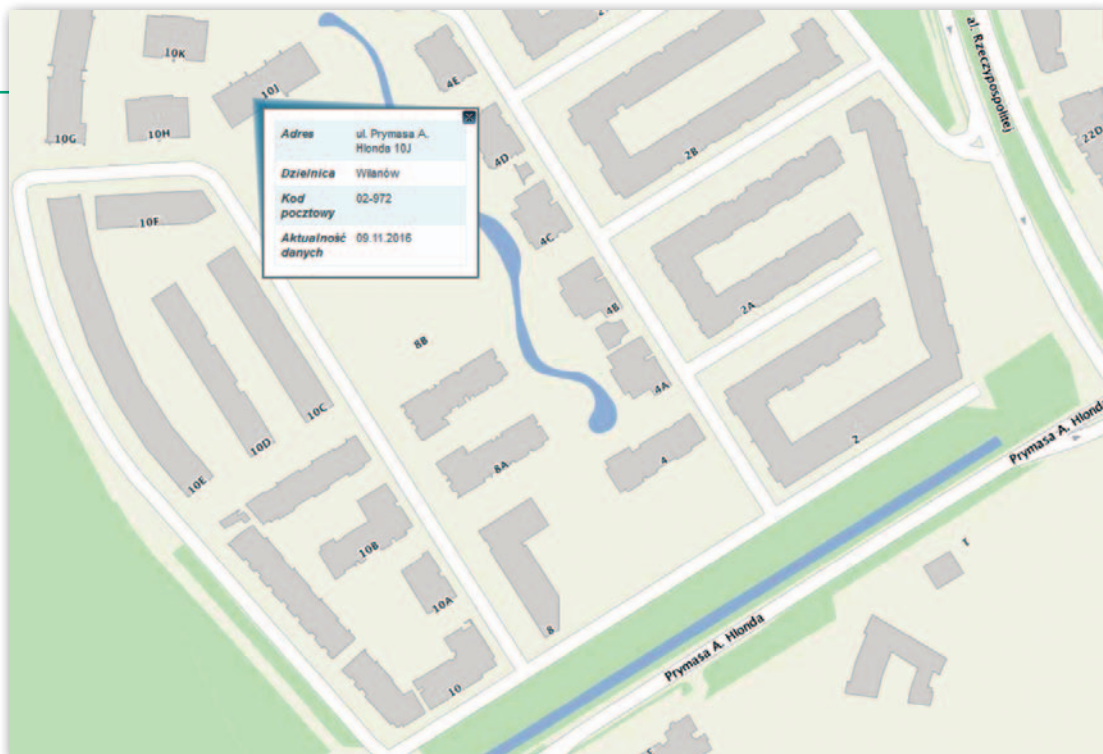 10K
4E
10J
10G
10H
al. Rzeczypospolitej
22D
2B
4D
Adres ul. Prymasa A.
Hlonda 10J
Dzielnica Wilanów
Kod
pocztowy 02-972
Aktualność
danych 09.11.2016
10F
4C
4B
2A
8B
4A
10C
10D
10E
8A
4
2
Prymasa A. Hlonda
10B
1
10A
8
Prymasa A. Hlonda
10